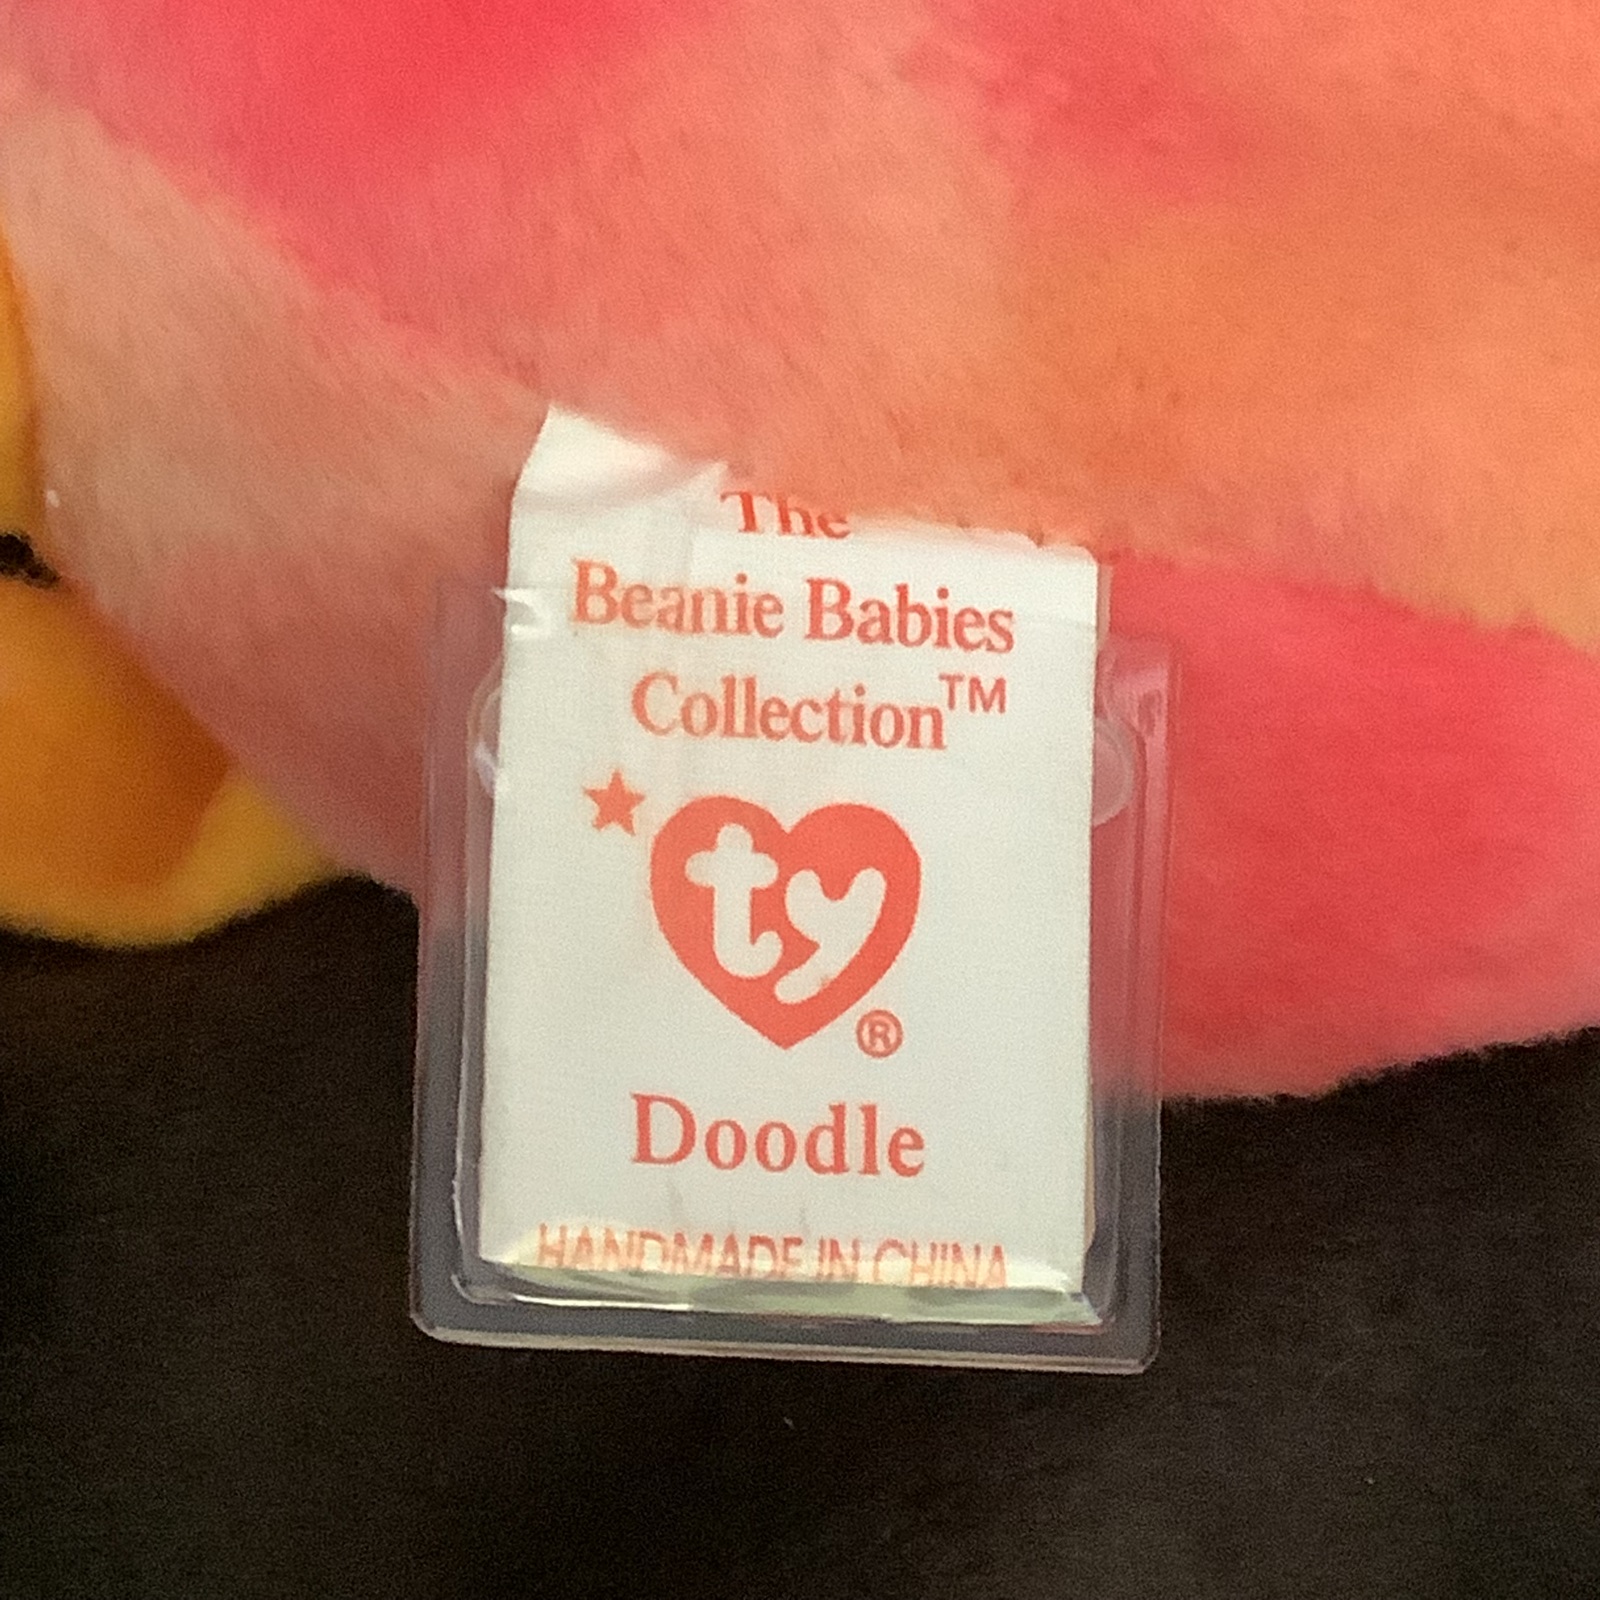 The
Beanie Babies
Collection™
ty®
Doodle
HANDMADE IN CHINA